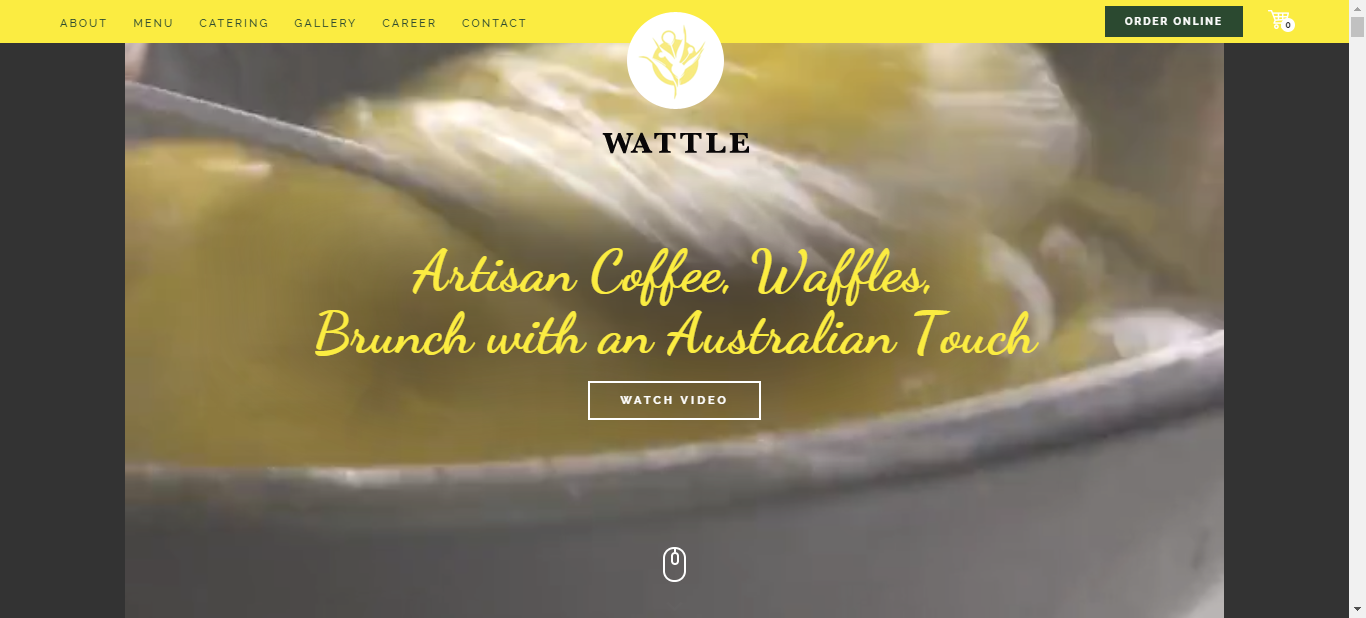 ABOUT MENU CATERING GALLERY CAREER CONTACT ORDER ONLINE 0
WATTLE
Artisan Coffee, Waffles,
Brunch with an Australian Touch
WATCH VIDEO